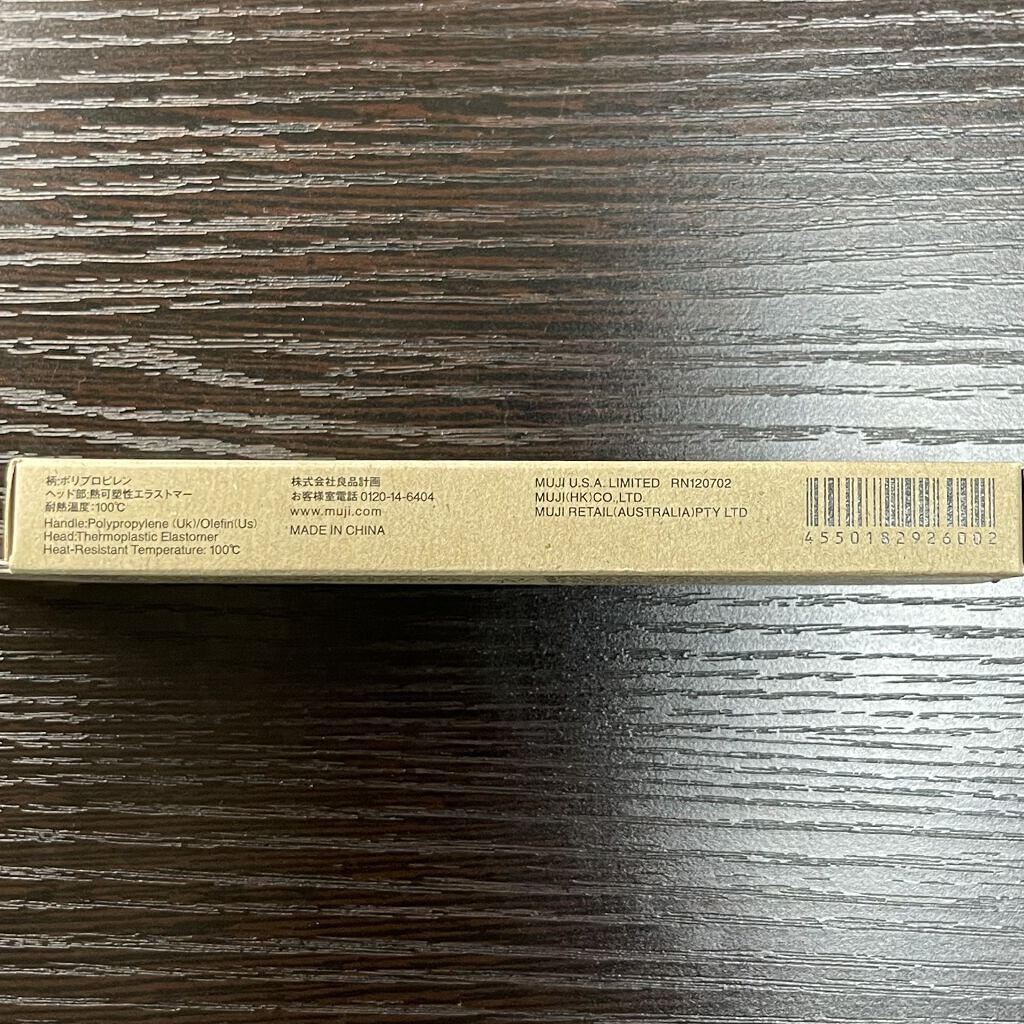 柄:ポリプロピレン
ヘッド部:熱可塑性エラストマー
耐熱温度:100℃
Handle:Polypropylene (Uk)/Olefin(Us)
Head:Thermoplastic Elastomer
Heat-Resistant Temperature: 100℃
株式会社良品計画
お客様室電話 0120-14-6404
www.muji.com
MADE IN CHINA
MUJI U.S.A. LIMITED RN120702
MUJI(HK)CO.,LTD.
MUJI RETAIL(AUSTRALIA)PTY LTD
4550182926002